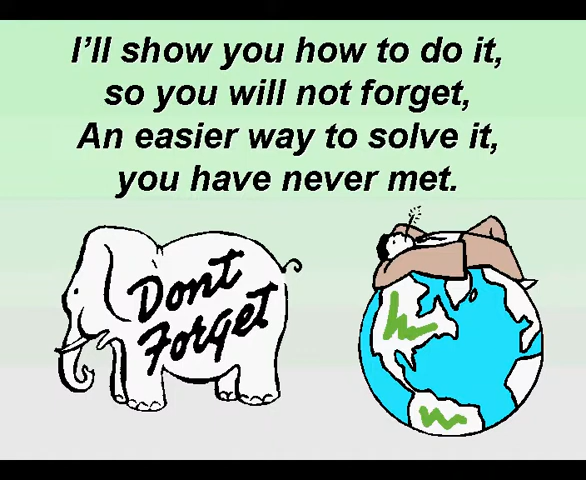 I'll show you how to do it,
so you will not forget,
An easier way to solve it,
you have never met.
Dont
Forget